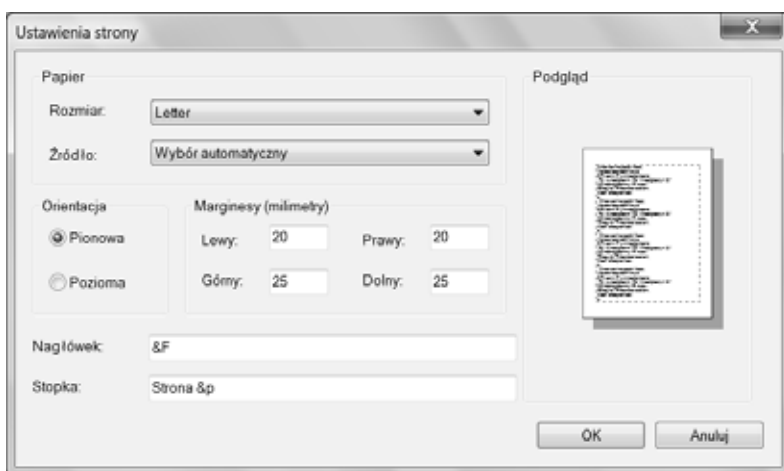 Ustawienia strony
Papier
Rozmiar:
Letter
Źródło:
Wybór automatyczny
Orientacja
Pionowa
Pozioma
Marginesy (milimetry)
Lewy: 20 Prawy: 20
Górny: 25 Dolny: 25
Nagłówek: &F
Stopka: Strona &p
Podgląd
OK Anuluj